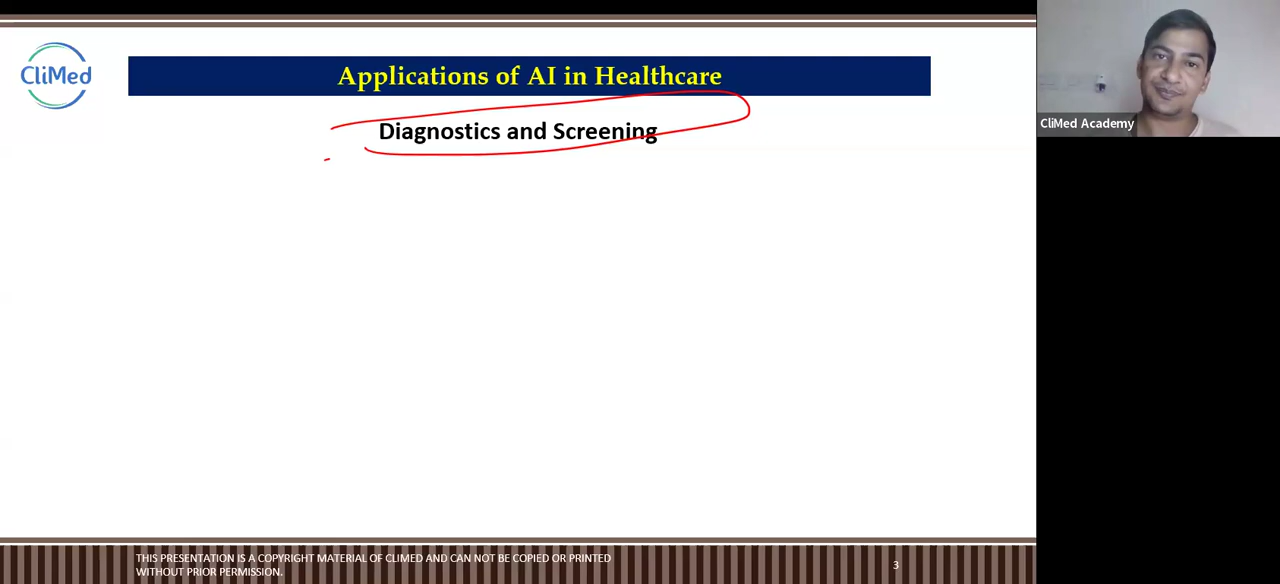 CliMed
Applications of AI in Healthcare
Diagnostics and Screening
CliMed Academy
THIS PRESENTATION IS A COPYRIGHT MATERIAL OF CLIMED AND CAN NOT BE COPIED OR PRINTED
WITHOUT PRIOR PERMISSION.
3